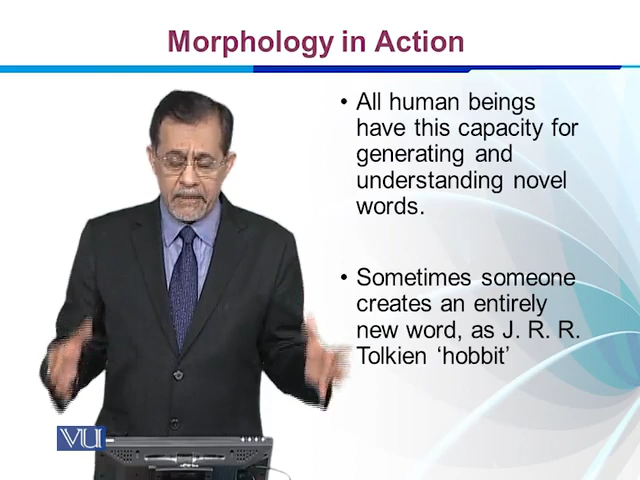 Morphology in Action
• All human beings
have this capacity for
generating and
understanding novel
words.
• Sometimes someone
creates an entirely
new word, as J. R. R.
Tolkien ‘hobbit’
VU